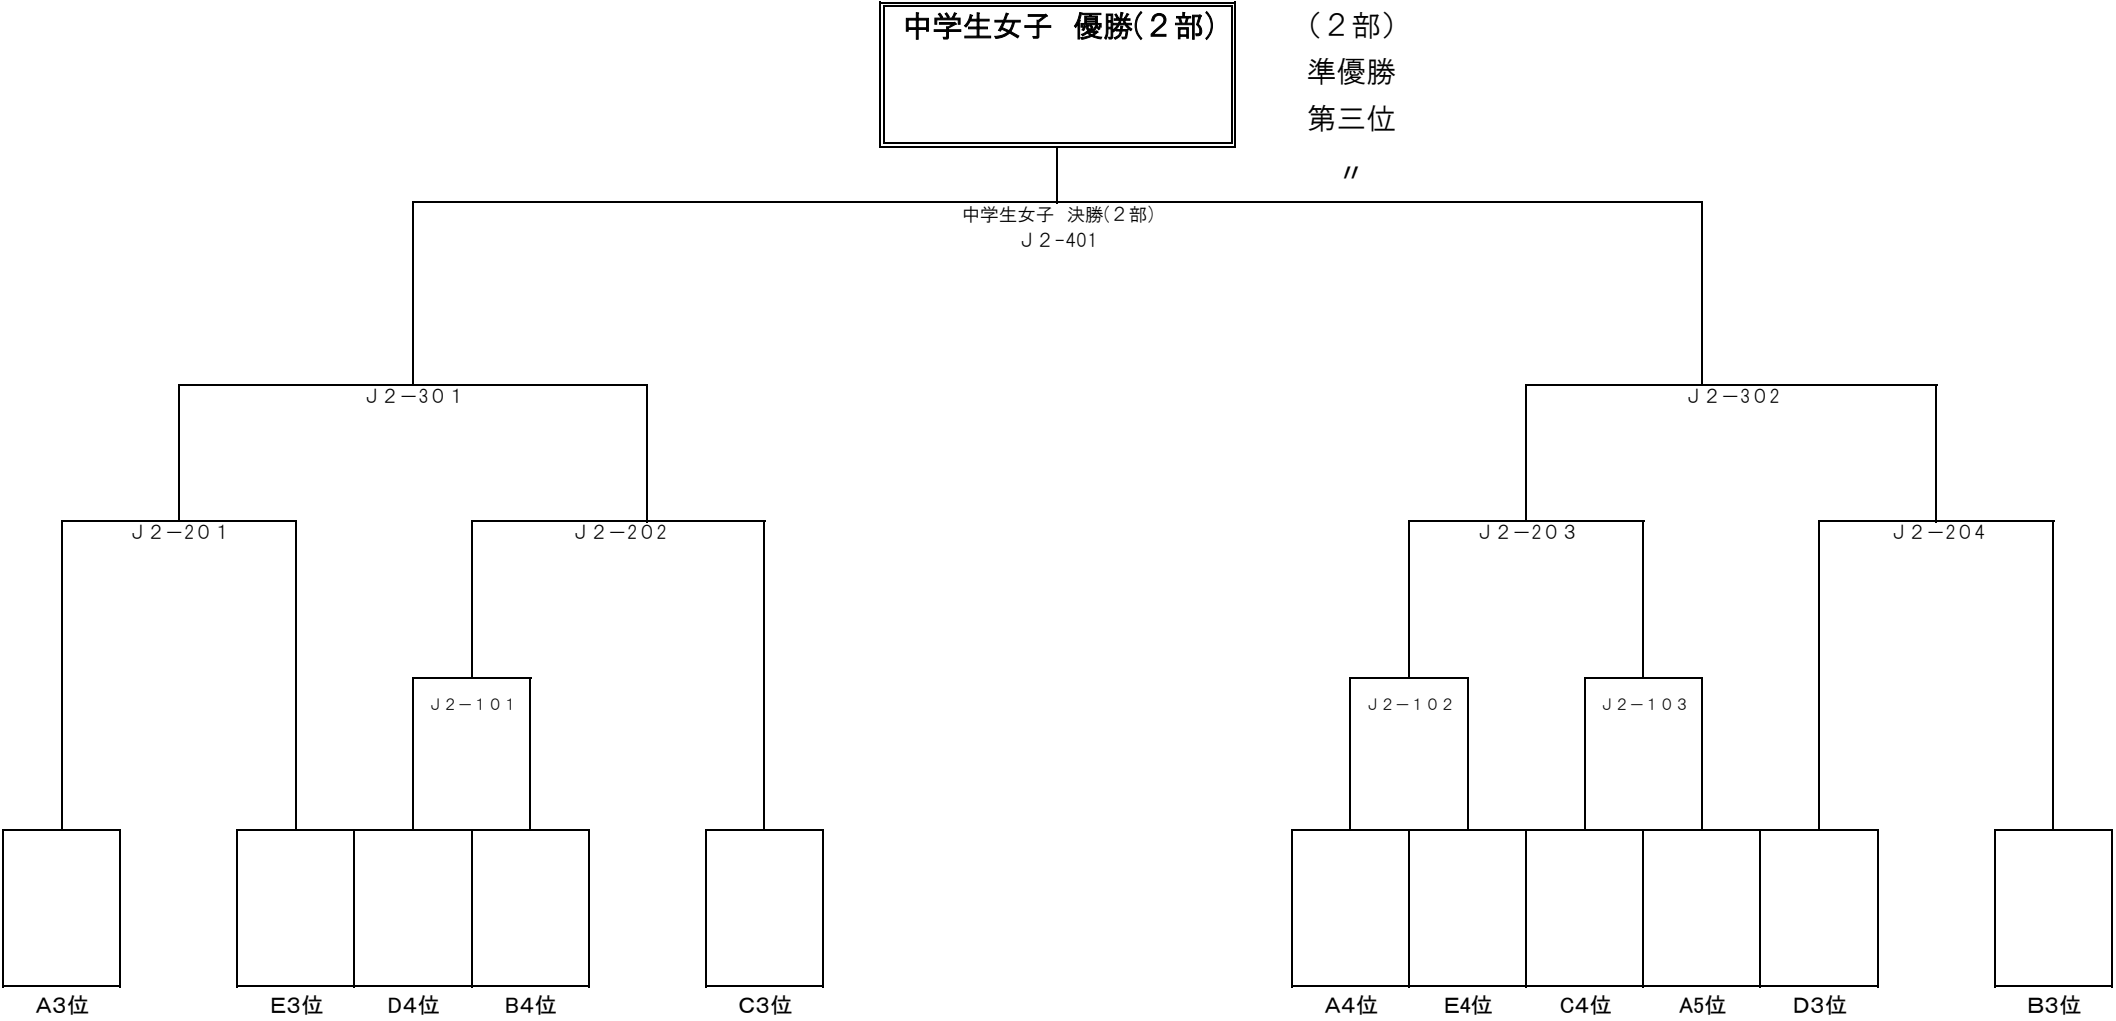 中学生女子　優勝(２部)
（２部）
準優勝
第三位
〃
中学生女子　決勝(２部)
Ｊ２-401
Ｊ２－3０１
Ｊ２－3０2
Ｊ２－2０１
Ｊ２－2０2
Ｊ２－2０３
Ｊ２－2０4
Ｊ２－１０１
Ｊ２－１０２
Ｊ２－１０３
A3位
E3位
D4位
B4位
C3位
A4位
E4位
C4位
A5位
D3位
B3位